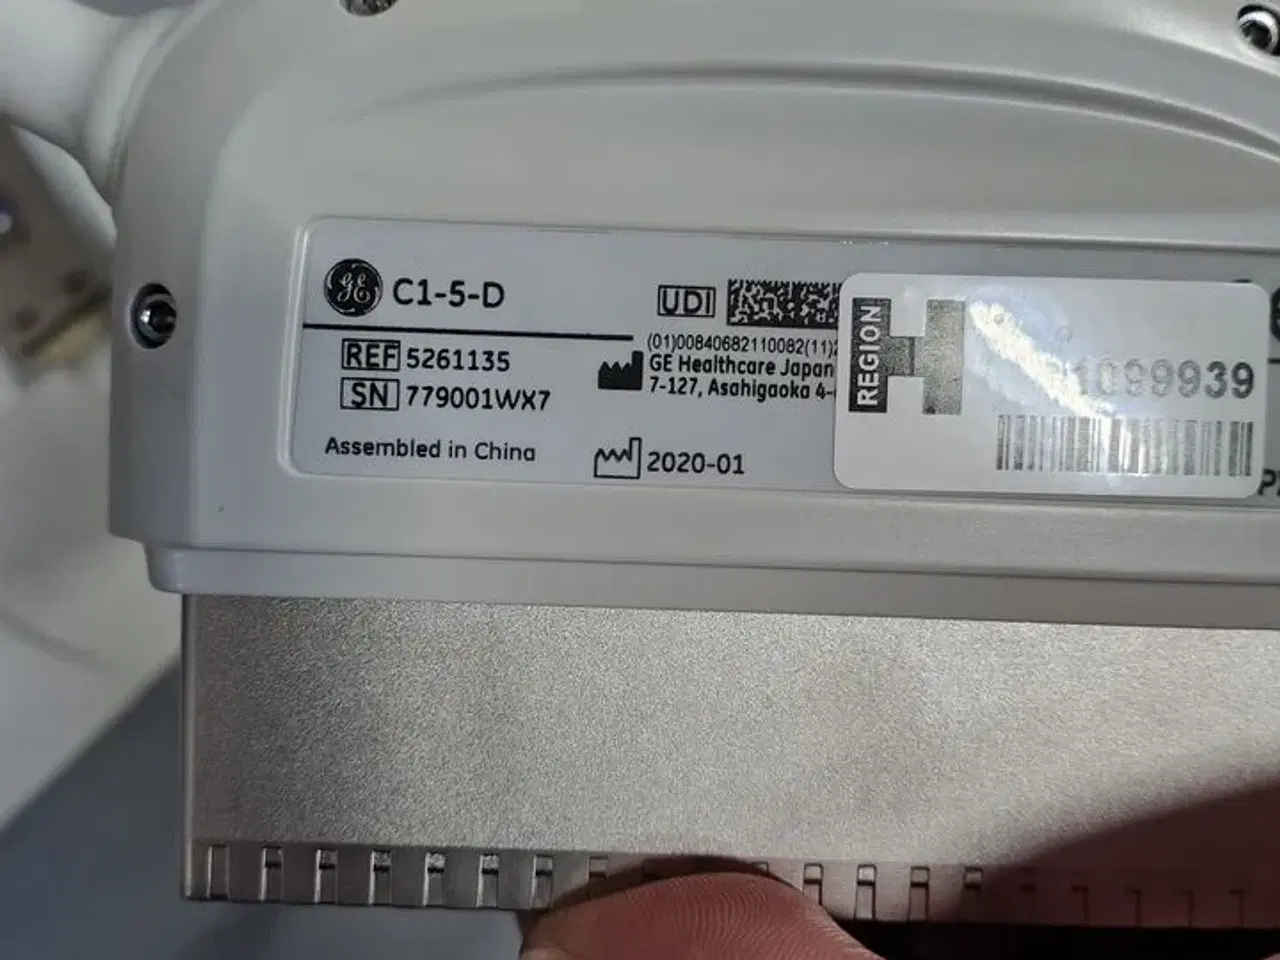 GE C1-5-D
REF 5261135
SN 779001WX7
Assembled in China
UDI
(01)00840682110082(11)
GE Healthcare Japan
7-127, Asahigaoka 4-
2020-01
REGION H
1099939